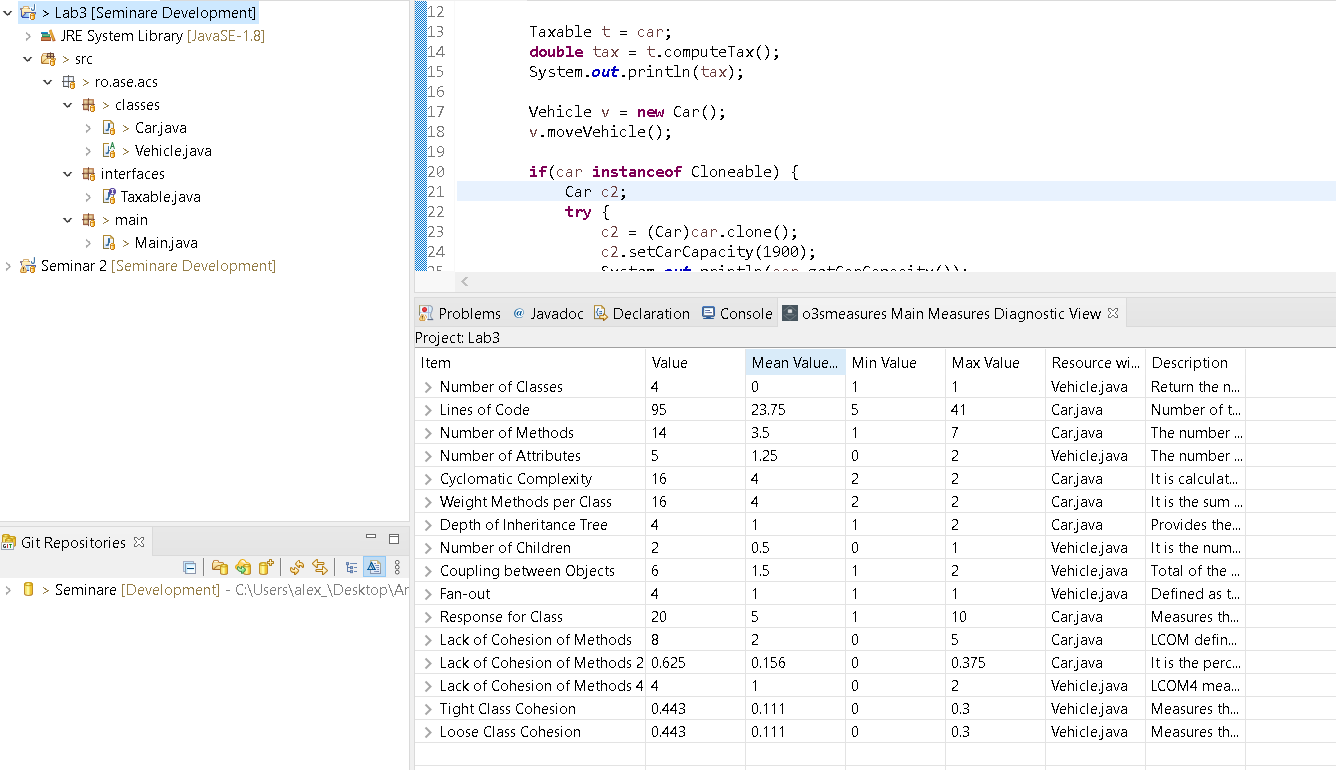 > Lab3 [Seminare Development]
> JRE System Library [JavaSE-1.8]
> src
> ro.ase.acs
> classes
> Car.java
> Vehicle.java
interfaces
Taxable.java
> main
> Main.java
Seminar 2 [Seminare Development]
12
13 Taxable t = car;
14 double tax = t.computeTax();
15 System.out.println(tax);
16
17 Vehicle v = new Car();
18 v.moveVehicle();
19
20 if(car instanceof Cloneable) {
21 Car c2;
22 try {
23 c2 = (Car)car.clone();
24 c2.setCarCapacity(1900);
25 System.out.println(car.getCarCapacity());
Problems @ Javadoc Declaration Console o3smeasures Main Measures Diagnostic View
Project: Lab3
Item Value Mean Value... Min Value Max Value Resource wi... Description
Number of Classes 4 0 1 1 Vehicle.java Return the n...
Lines of Code 95 23.75 5 41 Car.java Number of t...
Number of Methods 14 3.5 1 7 Car.java The number ...
Number of Attributes 5 1.25 0 2 Vehicle.java The number ...
Cyclomatic Complexity 16 4 2 2 Car.java It is calculat...
Weight Methods per Class 16 4 2 2 Car.java It is the sum ...
Depth of Inheritance Tree 4 1 1 2 Car.java Provides the...
Number of Children 2 0.5 0 1 Vehicle.java It is the num...
Coupling between Objects 6 1.5 1 2 Vehicle.java Total of the ...
Fan-out 4 1 1 1 Vehicle.java Defined as t...
Response for Class 20 5 1 10 Car.java Measures th...
Lack of Cohesion of Methods 8 2 0 5 Car.java LCOM defin...
Lack of Cohesion of Methods 2 0.625 0.156 0 0.375 Car.java It is the perc...
Lack of Cohesion of Methods 4 4 1 0 2 Vehicle.java LCOM4 mea...
Tight Class Cohesion 0.443 0.111 0 0.3 Vehicle.java Measures th...
Loose Class Cohesion 0.443 0.111 0 0.3 Vehicle.java Measures th...
Git Repositories
> Seminare [Development] - C:\Users\alex_\Desktop\Ar